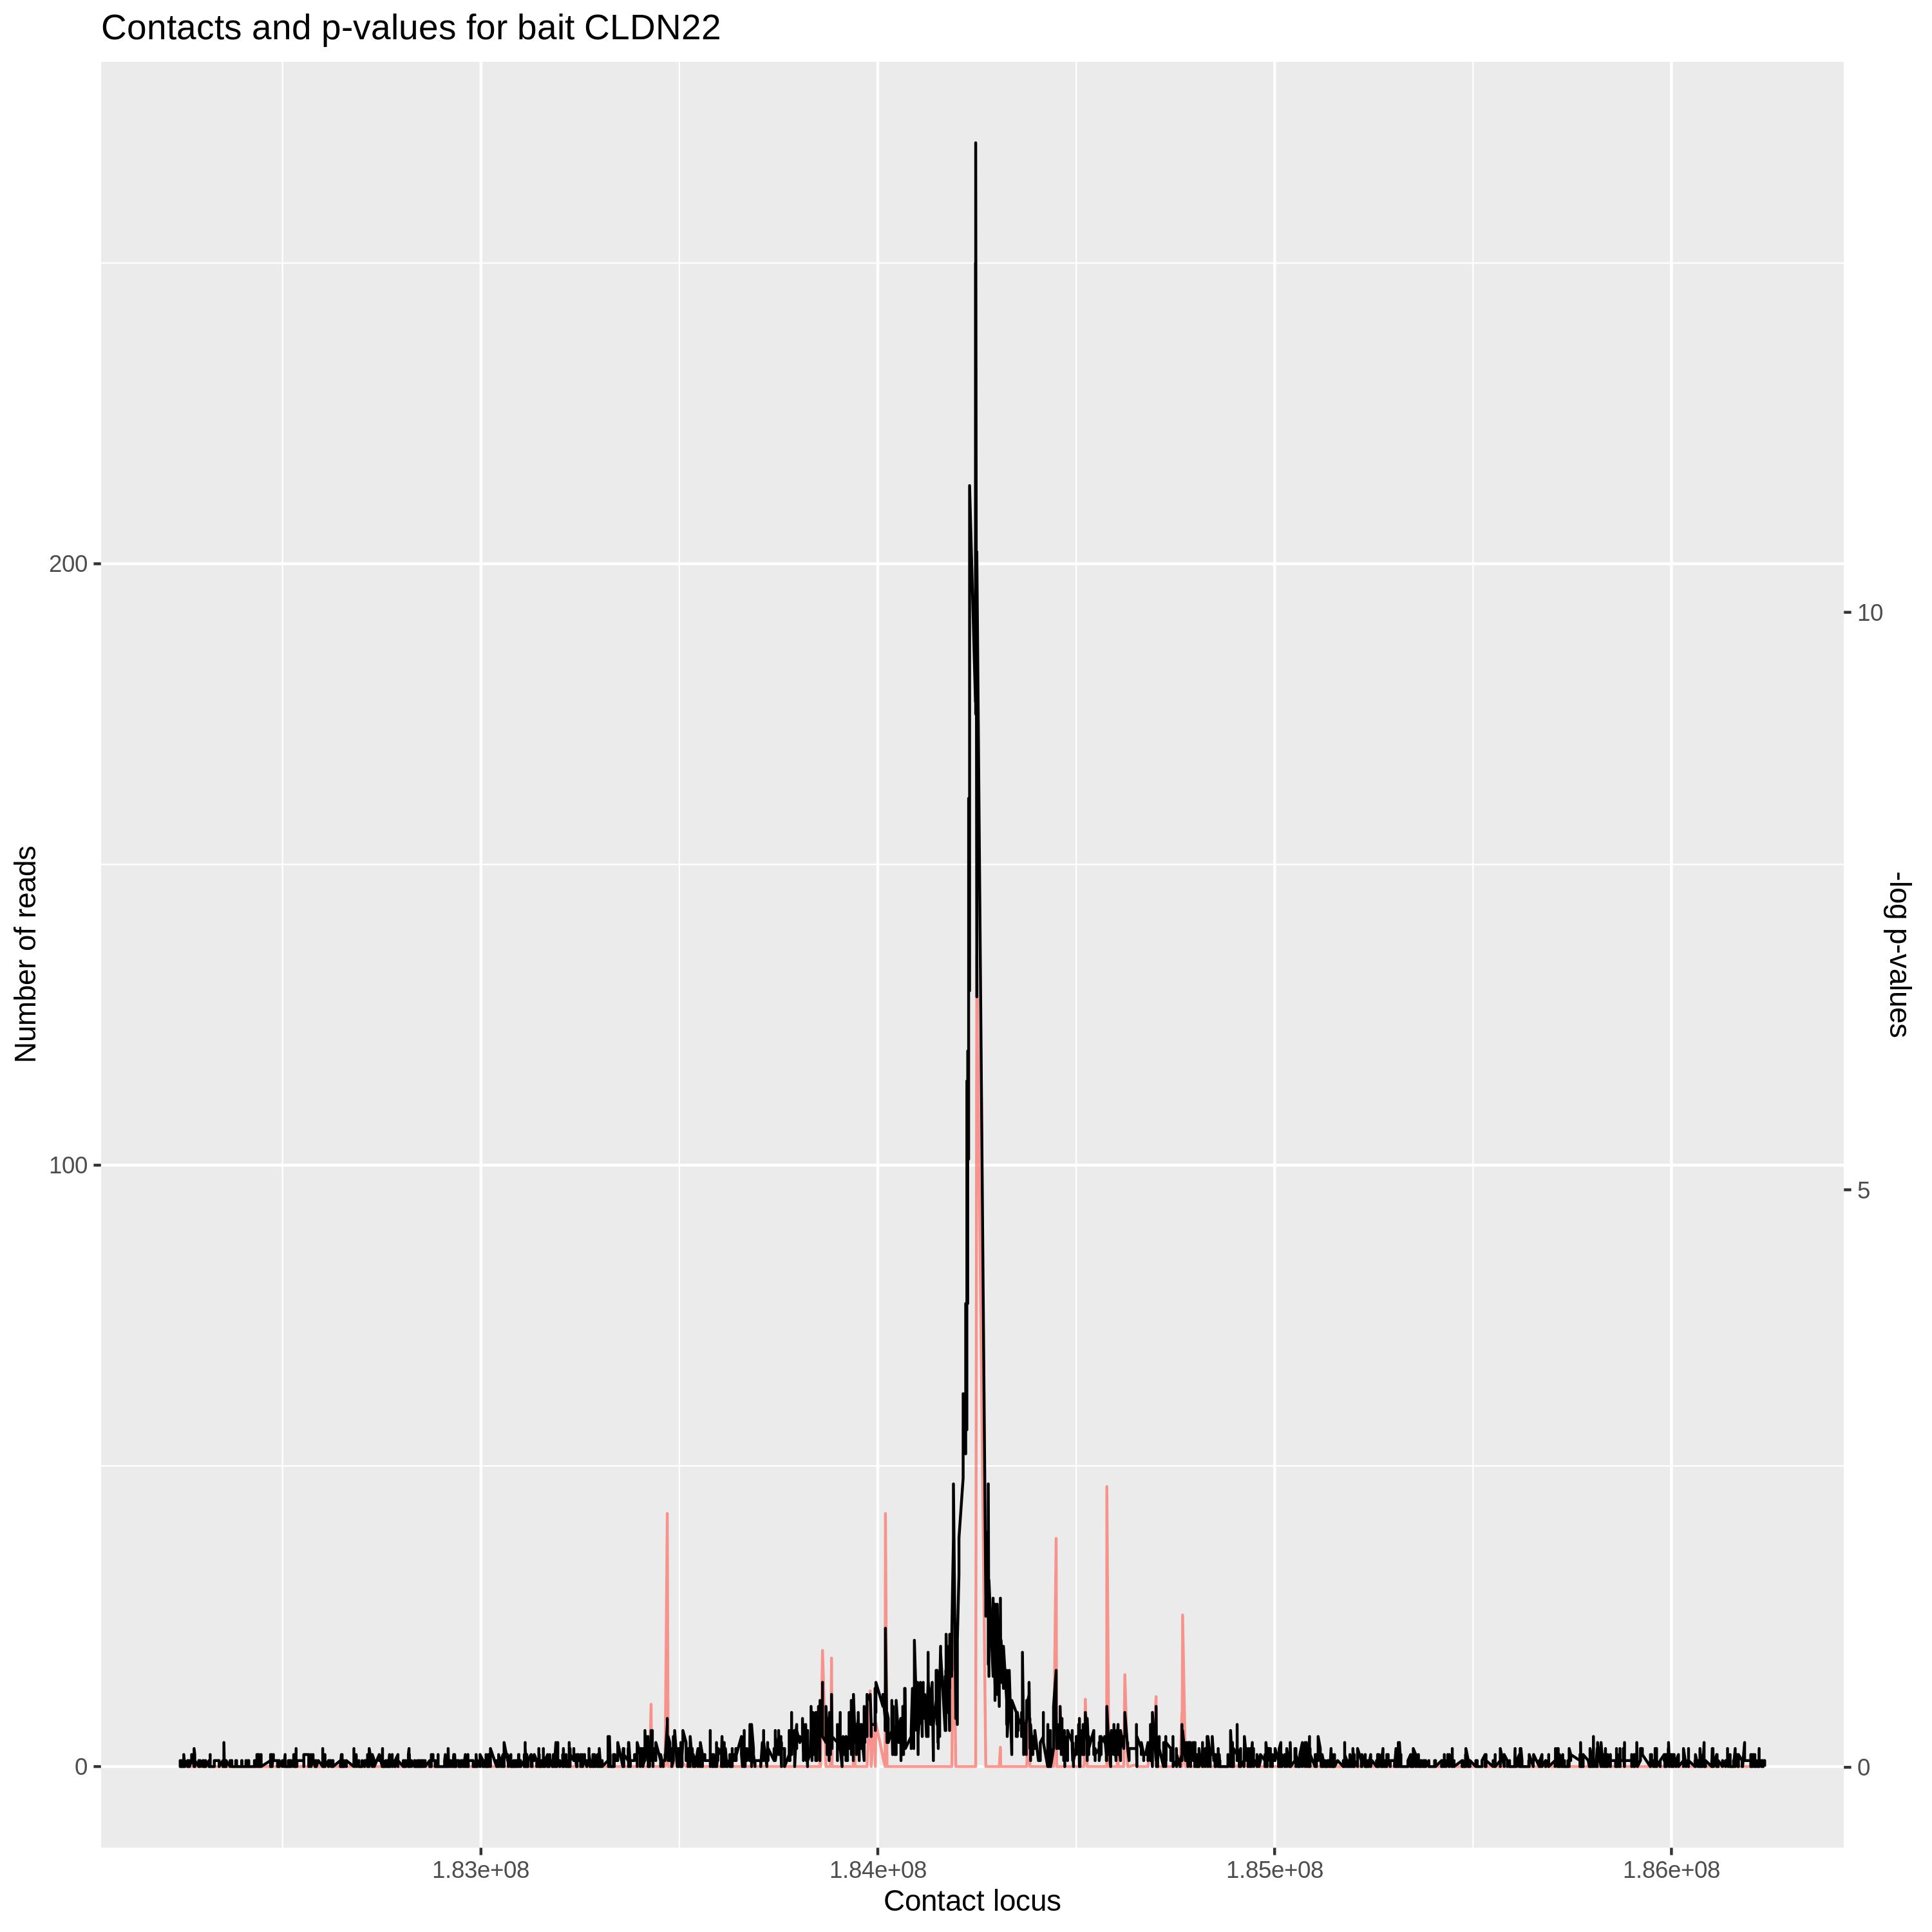 Contacts and p-values for bait CLDN22
Number of reads
200
100
0
10
5
0
-log p-values
1.83e+08
1.84e+08
1.85e+08
1.86e+08
Contact locus